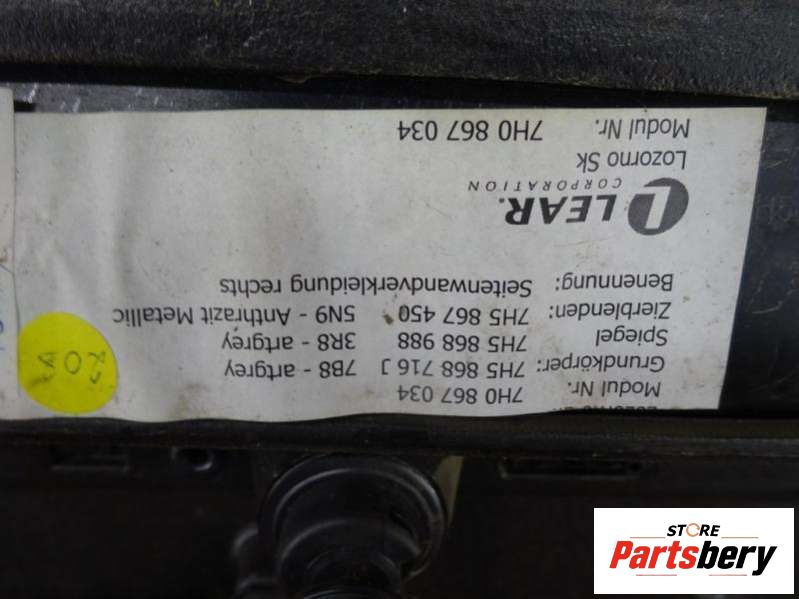 Modul Nr. 7H0 867 034
Grundkörper: 7H5 868 716 J 7B8 - artgrey
Spiegel 7H5 868 988 3R8 - artgrey
Zierblenden: 7H5 867 450 5N9 - Anthrazit Metallic
Benennung: Seitenwandverkleidung rechts
LEAR.
CORPORATION
Lozorno Sk
Modul Nr. 7H0 867 034
STORE
Partsbery